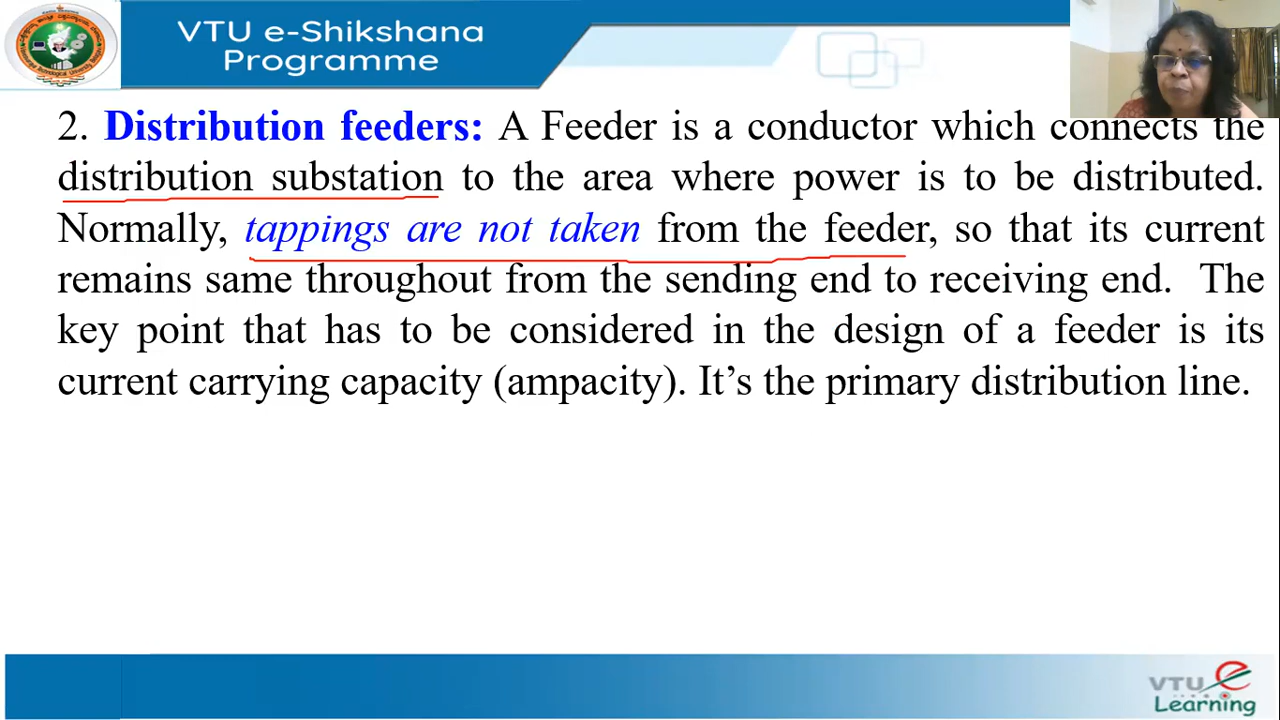 VTU e-Shikshana
Programme
2. Distribution feeders: A Feeder is a conductor which connects the
distribution substation to the area where power is to be distributed.
Normally, tappings are not taken from the feeder, so that its current
remains same throughout from the sending end to receiving end. The
key point that has to be considered in the design of a feeder is its
current carrying capacity (ampacity). It’s the primary distribution line.
VTU e
Learning